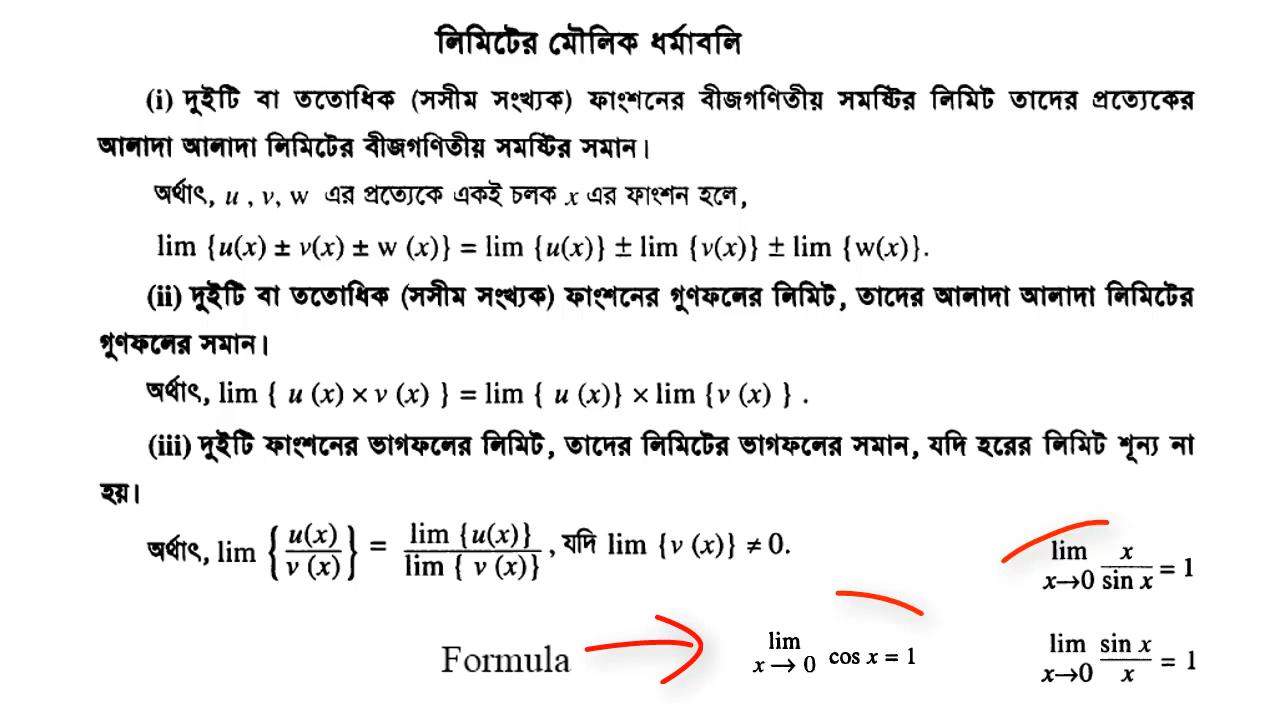 লিমিটের মৌলিক ধর্মাবলি
(i) দুইটি বা ততোধিক (সসীম সংখ্যক) ফাংশনের বীজগণিতীয় সমষ্টির লিমিট তাদের প্রত্যেকের
আলাদা আলাদা লিমিটের বীজগণিতীয় সমষ্টির সমান।
অর্থাৎ, u , v, w এর প্রত্যেকে একই চলক x এর ফাংশন হলে,
lim {u(x) ± v(x) ± w (x)} = lim {u(x)} ± lim {v(x)} ± lim {w(x)}.
(ii) দুইটি বা ততোধিক (সসীম সংখ্যক) ফাংশনের গুণফলের লিমিট, তাদের আলাদা আলাদা লিমিটের
গুণফলের সমান।
অর্থাৎ, lim { u (x) × v (x) } = lim { u (x)} × lim {v (x) } .
(iii) দুইটি ফাংশনের ভাগফলের লিমিট, তাদের লিমিটের ভাগফলের সমান, যদি হরের লিমিট শূন্য না
হয়।
অর্থাৎ, lim {u(x)/v (x)} = lim {u(x)}/lim { v (x)} , যদি lim {v (x)} ≠ 0.
lim x→0 x/sin x = 1
Formula
lim x→0 cos x = 1
lim x→0 sin x/x = 1